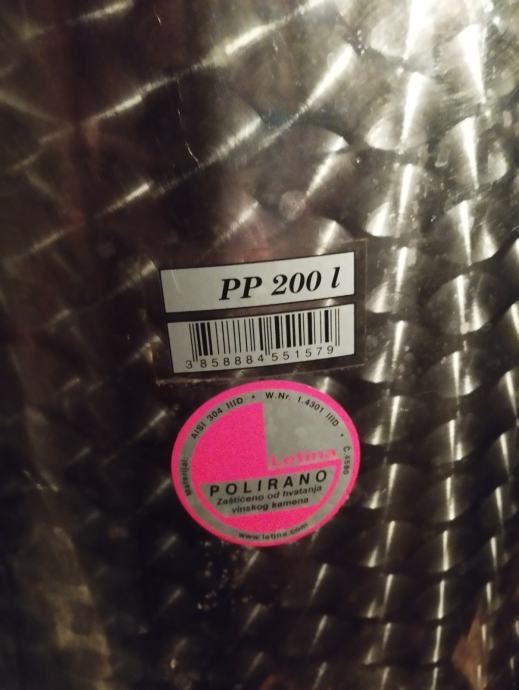 PP 200 l
3858884551579
Materijal: AISI 304 IIID • W.Nr. 1.4301 IIID • Č.4580
Letina
POLIRANO
Zaštićeno od hvatanja
vinskog kamena
www.letina.com